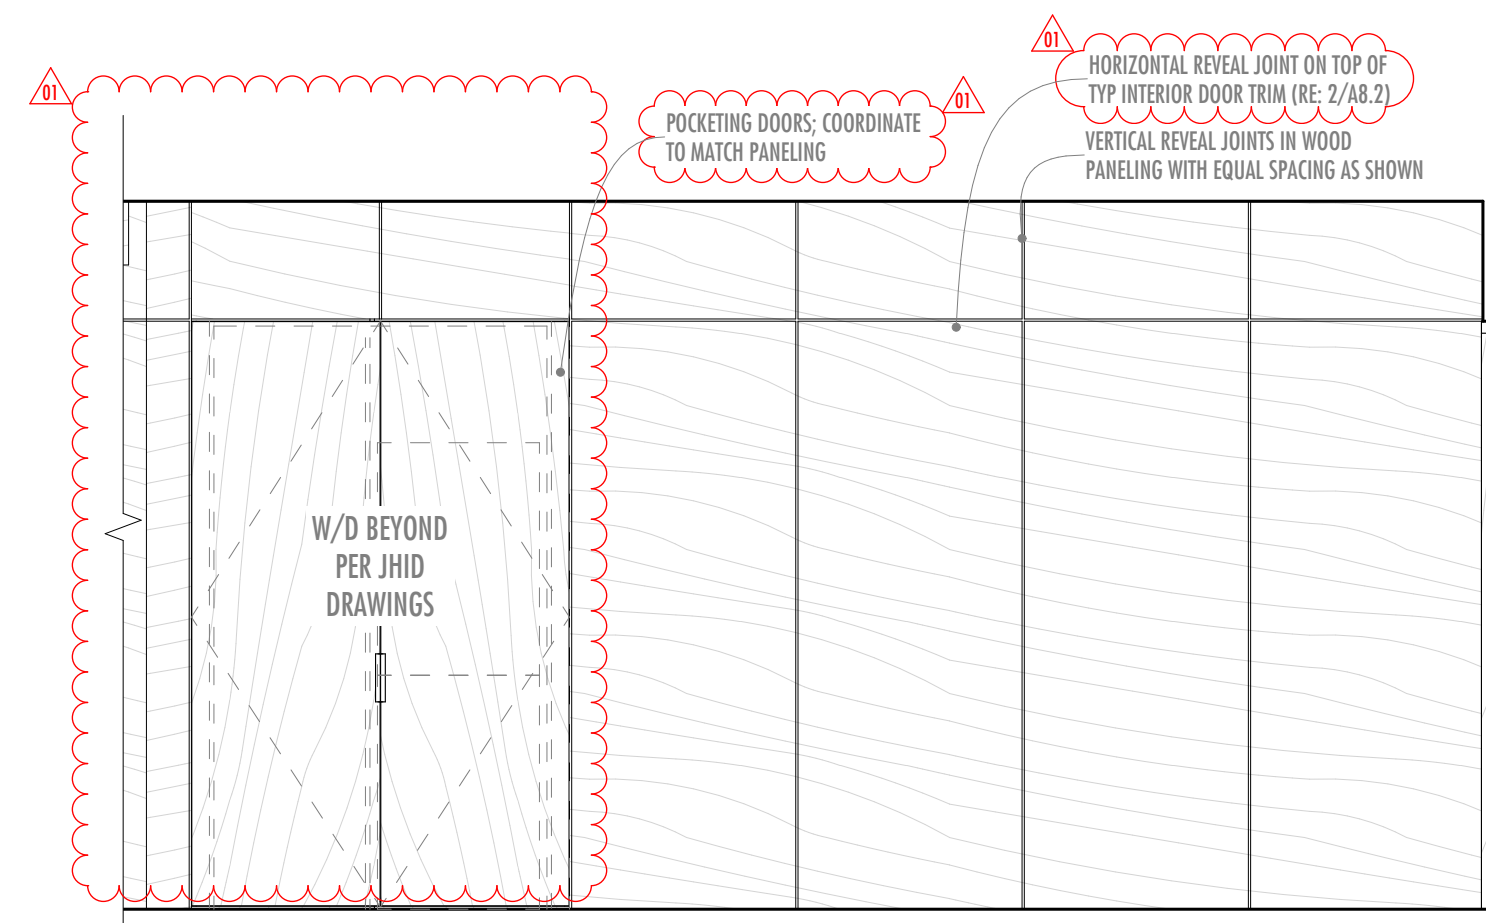 01
HORIZONTAL REVEAL JOINT ON TOP OF
TYP INTERIOR DOOR TRIM (RE: 2/A8.2)
01
POCKETING DOORS; COORDINATE
TO MATCH PANELING
01
VERTICAL REVEAL JOINTS IN WOOD
PANELING WITH EQUAL SPACING AS SHOWN
W/D BEYOND
PER JHID
DRAWINGS